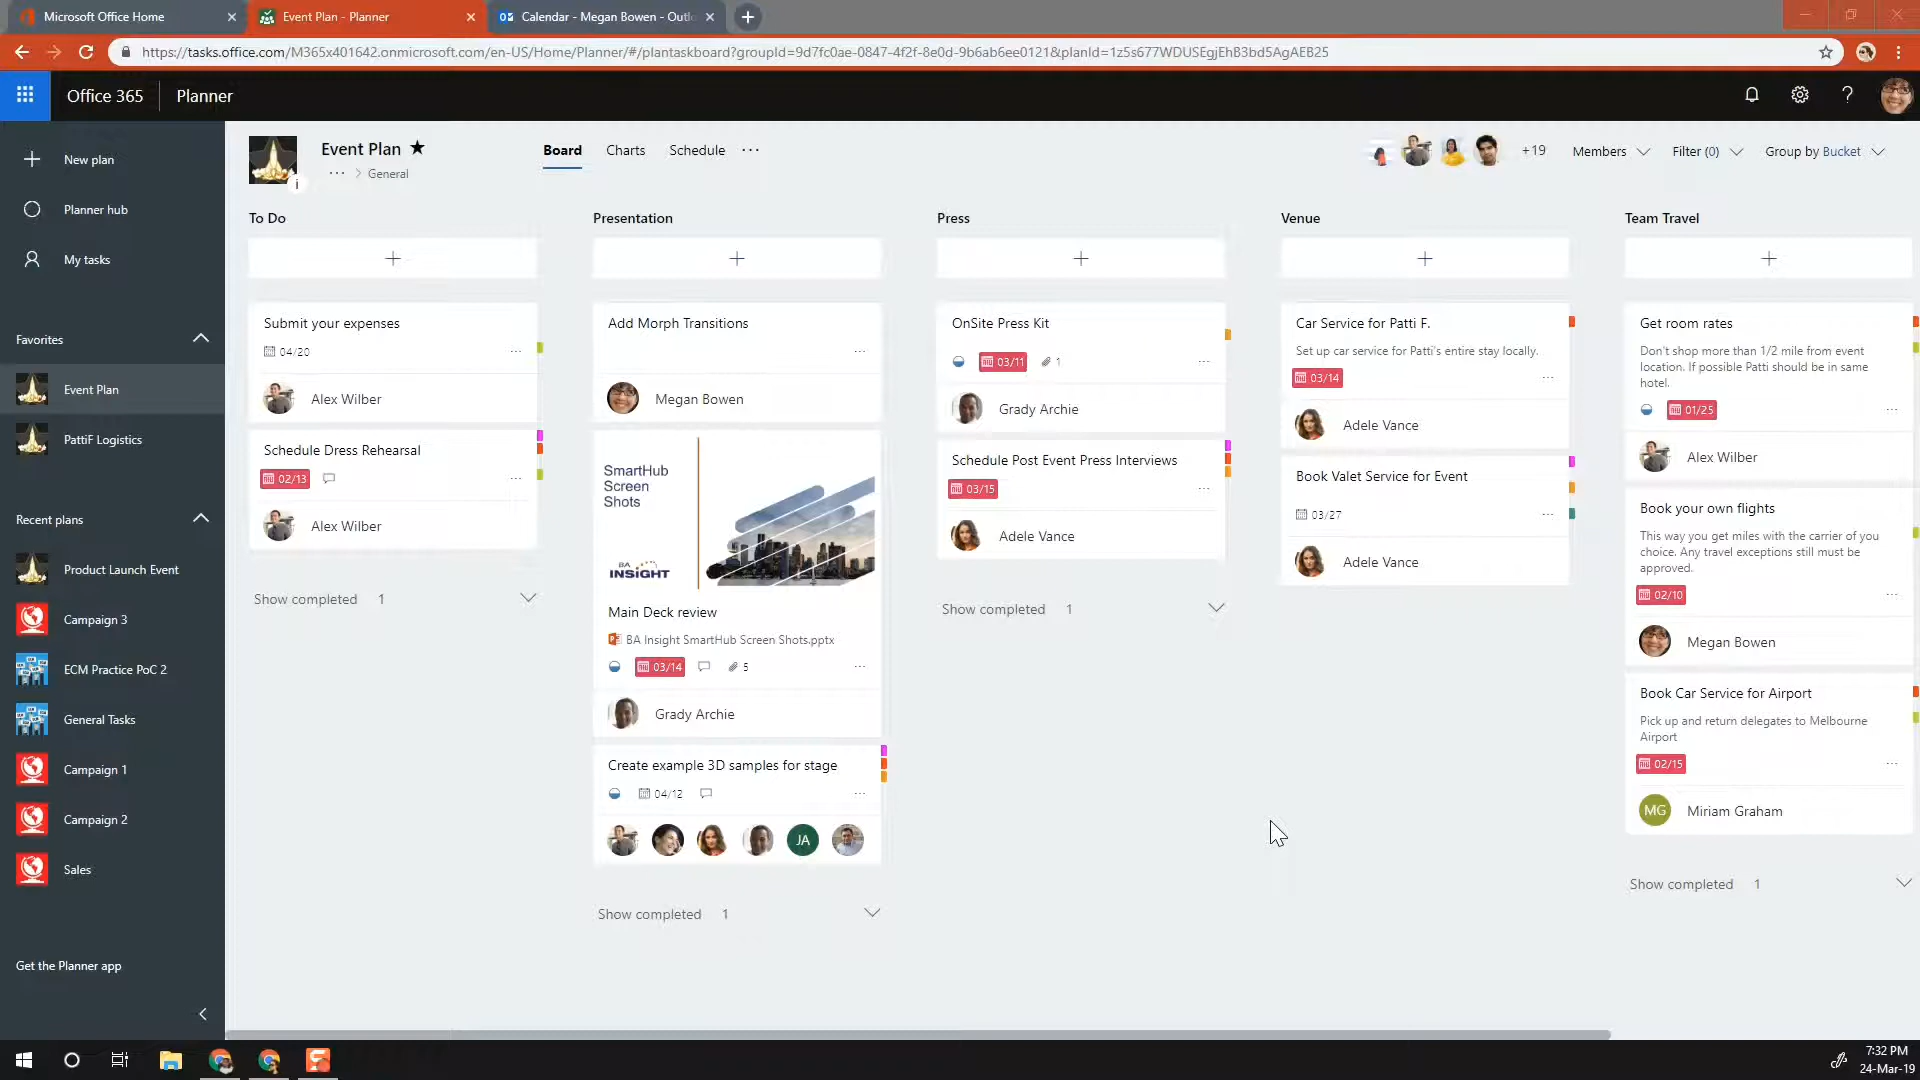 Microsoft Office Home
Event Plan - Planner
Calendar - Megan Bowen - Outl
https://tasks.office.com/M365x401642.onmicrosoft.com/en-US/Home/Planner/#/plantaskboard?groupId=9d7fc0ae-0847-4f2f-8e0d-9b6ab6ee0121&planId=1z5s677WDUSEgjEhB3bd5AgAEB25
Office 365
Planner
New plan
Planner hub
My tasks
Favorites
Event Plan
PattiF Logistics
Recent plans
Product Launch Event
Campaign 3
ECM Practice PoC 2
General Tasks
Campaign 1
Campaign 2
Sales
Get the Planner app
Event Plan
General
Board
Charts
Schedule
+19
Members
Filter (0)
Group by Bucket
To Do
Submit your expenses
04/20
Alex Wilber
Schedule Dress Rehearsal
02/13
Alex Wilber
Show completed 1
Presentation
Add Morph Transitions
Megan Bowen
SmartHub
Screen
Shots
BA
INSIGHT
Main Deck review
BA Insight SmartHub Screen Shots.pptx
03/14
5
Grady Archie
Create example 3D samples for stage
04/12
JA
Show completed 1
Press
OnSite Press Kit
03/11
1
Grady Archie
Schedule Post Event Press Interviews
03/15
Adele Vance
Show completed 1
Venue
Car Service for Patti F.
Set up car service for Patti's entire stay locally.
03/14
Adele Vance
Book Valet Service for Event
03/27
Adele Vance
Team Travel
Get room rates
Don't shop more than 1/2 mile from event
location. If possible Patti should be in same
hotel.
01/25
Alex Wilber
Book your own flights
This way you get miles with the carrier of you
choice. Any travel exceptions still must be
approved.
02/10
Megan Bowen
Book Car Service for Airport
Pick up and return delegates to Melbourne
Airport
02/15
MG
Miriam Graham
Show completed 1
7:32 PM
24-Mar-19